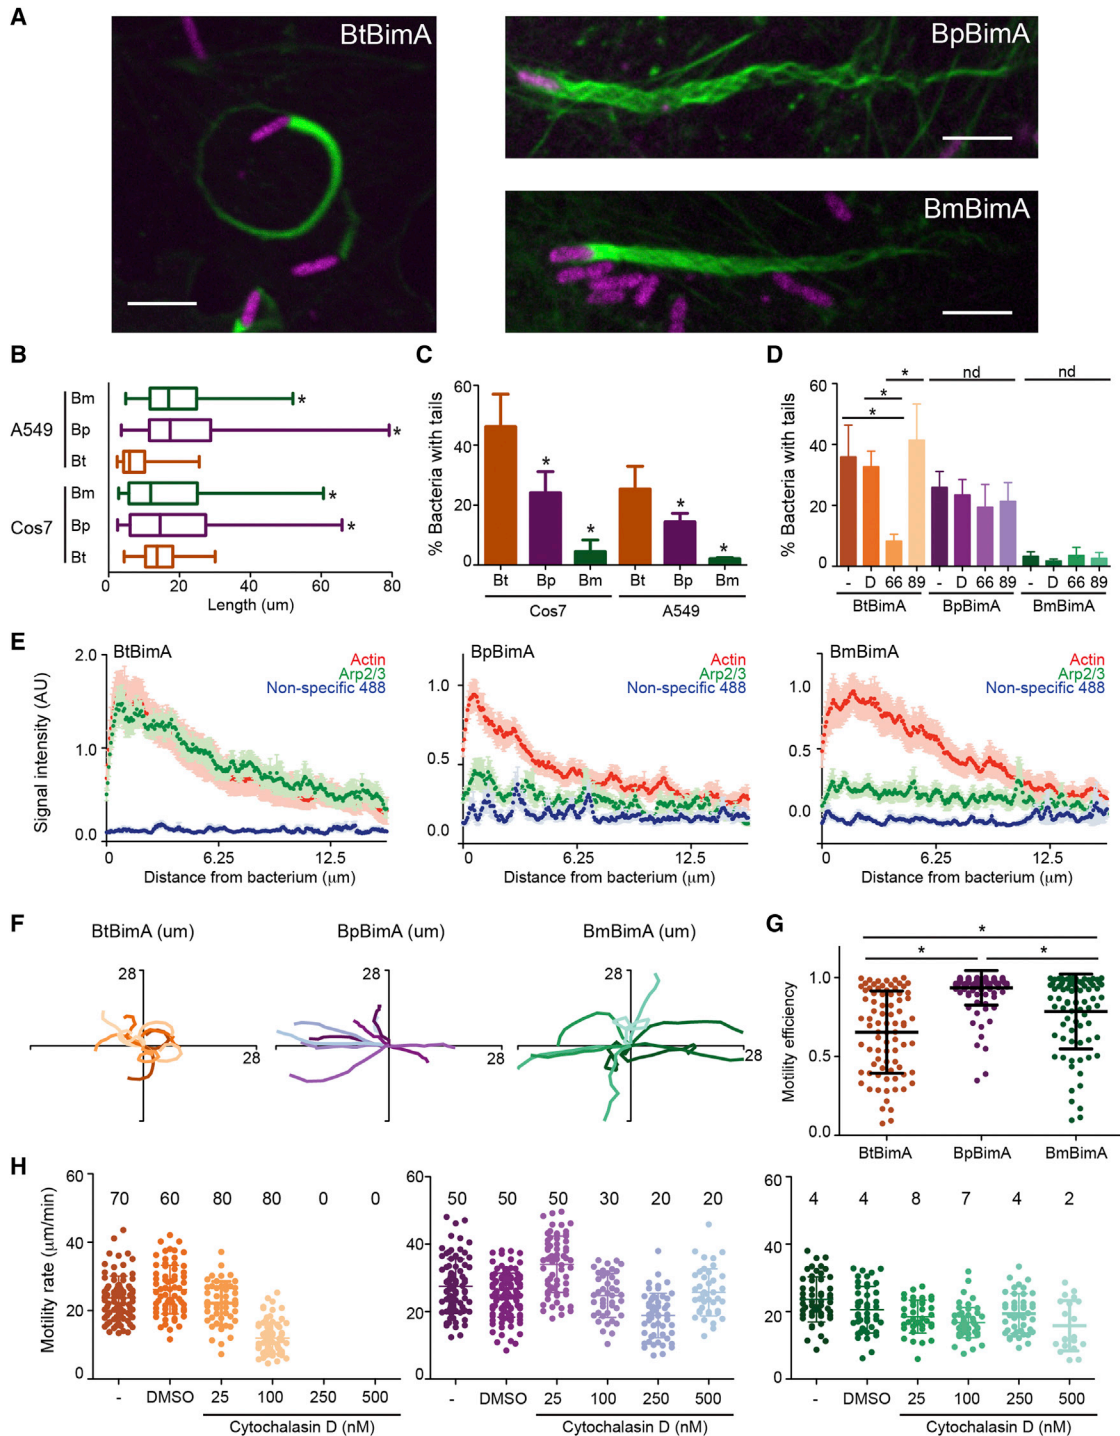 A
BtBimA
BpBimA
BmBimA
B
A549
Bm
*
Bp
*
Bt
Cos7
Bm
*
Bp
*
Bt
0 20 40 60 80
Length (um)
C
% Bacteria with tails
60
40
20
0
* * * *
Bt Bp Bm Bt Bp Bm
Cos7 A549
D
% Bacteria with tails
60
40
20
0
* nd nd
*
*
- D 66 89 - D 66 89 - D 66 89
BtBimA BpBimA BmBimA
E
Signal intensity (AU)
BtBimA
Actin
Arp2/3
Non-specific 488
2.0
1.0
0.0
0 6.25 12.5
Distance from bacterium (μm)
BpBimA
Actin
Arp2/3
Non-specific 488
1.0
0.5
0.0
0 6.25 12.5
Distance from bacterium (μm)
BmBimA
Actin
Arp2/3
Non-specific 488
1.0
0.5
0.0
0 6.25 12.5
Distance from bacterium (μm)
F
BtBimA (um)
28
28
BpBimA (um)
28
28
BmBimA (um)
28
28
G
*
* *
Motility efficiency
1.0
0.5
0.0
BtBimA BpBimA BmBimA
H
Motility rate (μm/min)
60
40
20
0
70 60 80 80 0 0
- DMSO 25 100 250 500
Cytochalasin D (nM)
60
40
20
0
50 50 50 30 20 20
- DMSO 25 100 250 500
Cytochalasin D (nM)
60
40
20
0
4 4 8 7 4 2
- DMSO 25 100 250 500
Cytochalasin D (nM)